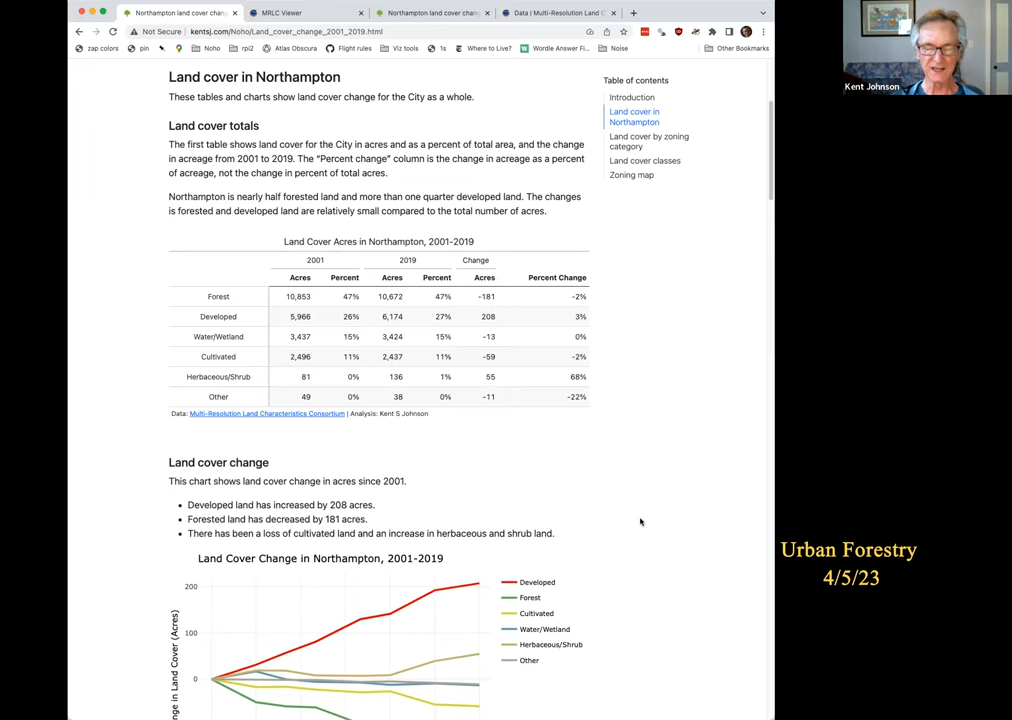 Northampton land cover chan
MRLC Viewer
Northampton land cover chan
Data | Multi-Resolution Land C
Not Secure | kentsj.com/Noho/Land_cover_change_2001_2019.html
zap colors
pin
Noho
rpi2
Atlas Obscura
Flight rules
Viz tools
1s
Where to Live?
Wordle Answer Fi...
Noise
Other Bookmarks
Kent Johnson
Land cover in Northampton
These tables and charts show land cover change for the City as a whole.
Table of contents
Introduction
Land cover in
Northampton
Land cover by zoning
category
Land cover classes
Zoning map
Land cover totals
The first table shows land cover for the City in acres and as a percent of total area, and the change
in acreage from 2001 to 2019. The “Percent change” column is the change in acreage as a percent
of acreage, not the change in percent of total acres.
Northampton is nearly half forested land and more than one quarter developed land. The changes
is forested and developed land are relatively small compared to the total number of acres.
Land Cover Acres in Northampton, 2001-2019
2001 2019 Change
Acres Percent Acres Percent Acres Percent Change
Forest 10,853 47% 10,672 47% -181 -2%
Developed 5,966 26% 6,174 27% 208 3%
Water/Wetland 3,437 15% 3,424 15% -13 0%
Cultivated 2,496 11% 2,437 11% -59 -2%
Herbaceous/Shrub 81 0% 136 1% 55 68%
Other 49 0% 38 0% -11 -22%
Data: Multi-Resolution Land Characteristics Consortium | Analysis: Kent S Johnson
Land cover change
This chart shows land cover change in acres since 2001.
• Developed land has increased by 208 acres.
• Forested land has decreased by 181 acres.
• There has been a loss of cultivated land and an increase in herbaceous and shrub land.
Land Cover Change in Northampton, 2001-2019
200
100
0
nge in Land Cover (Acres)
Developed
Forest
Cultivated
Water/Wetland
Herbaceous/Shrub
Other
Urban Forestry
4/5/23